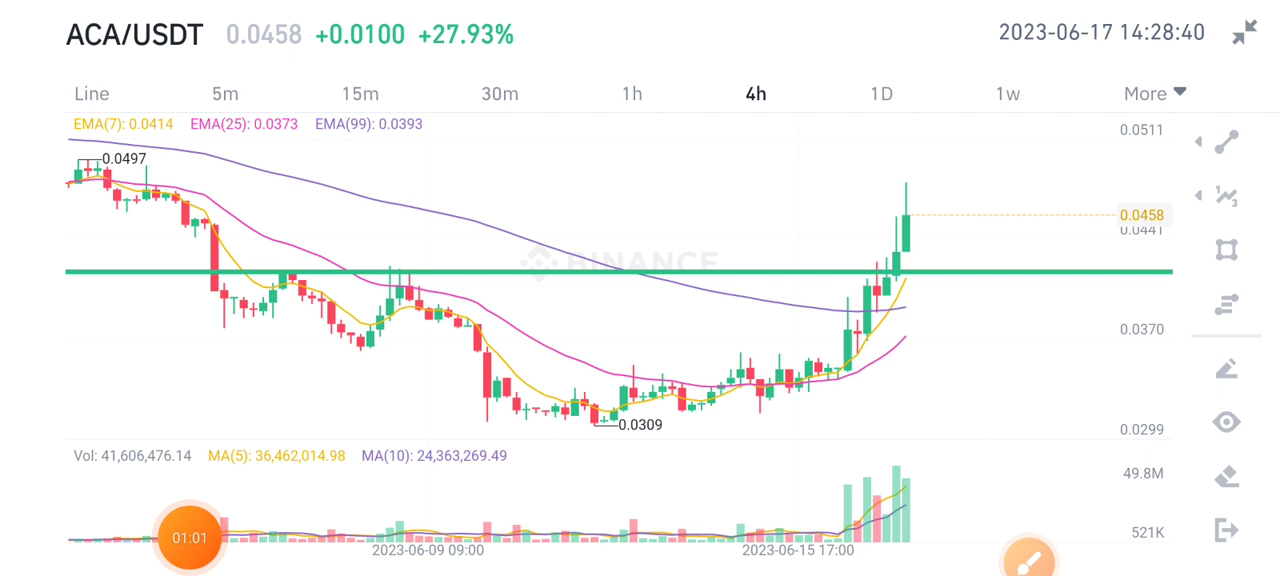 ACA/USDT 0.0458 +0.0100 +27.93% 2023-06-17 14:28:40
Line 5m 15m 30m 1h 4h 1D 1w More
EMA(7): 0.0414 EMA(25): 0.0373 EMA(99): 0.0393
0.0511
0.0497
0.0458
0.0441
BINANCE
0.0370
0.0309
0.0299
Vol: 41,606,476.14 MA(5): 36,462,014.98 MA(10): 24,363,269.49
49.8M
01:01
521K
2023-06-09 09:00 2023-06-15 17:00